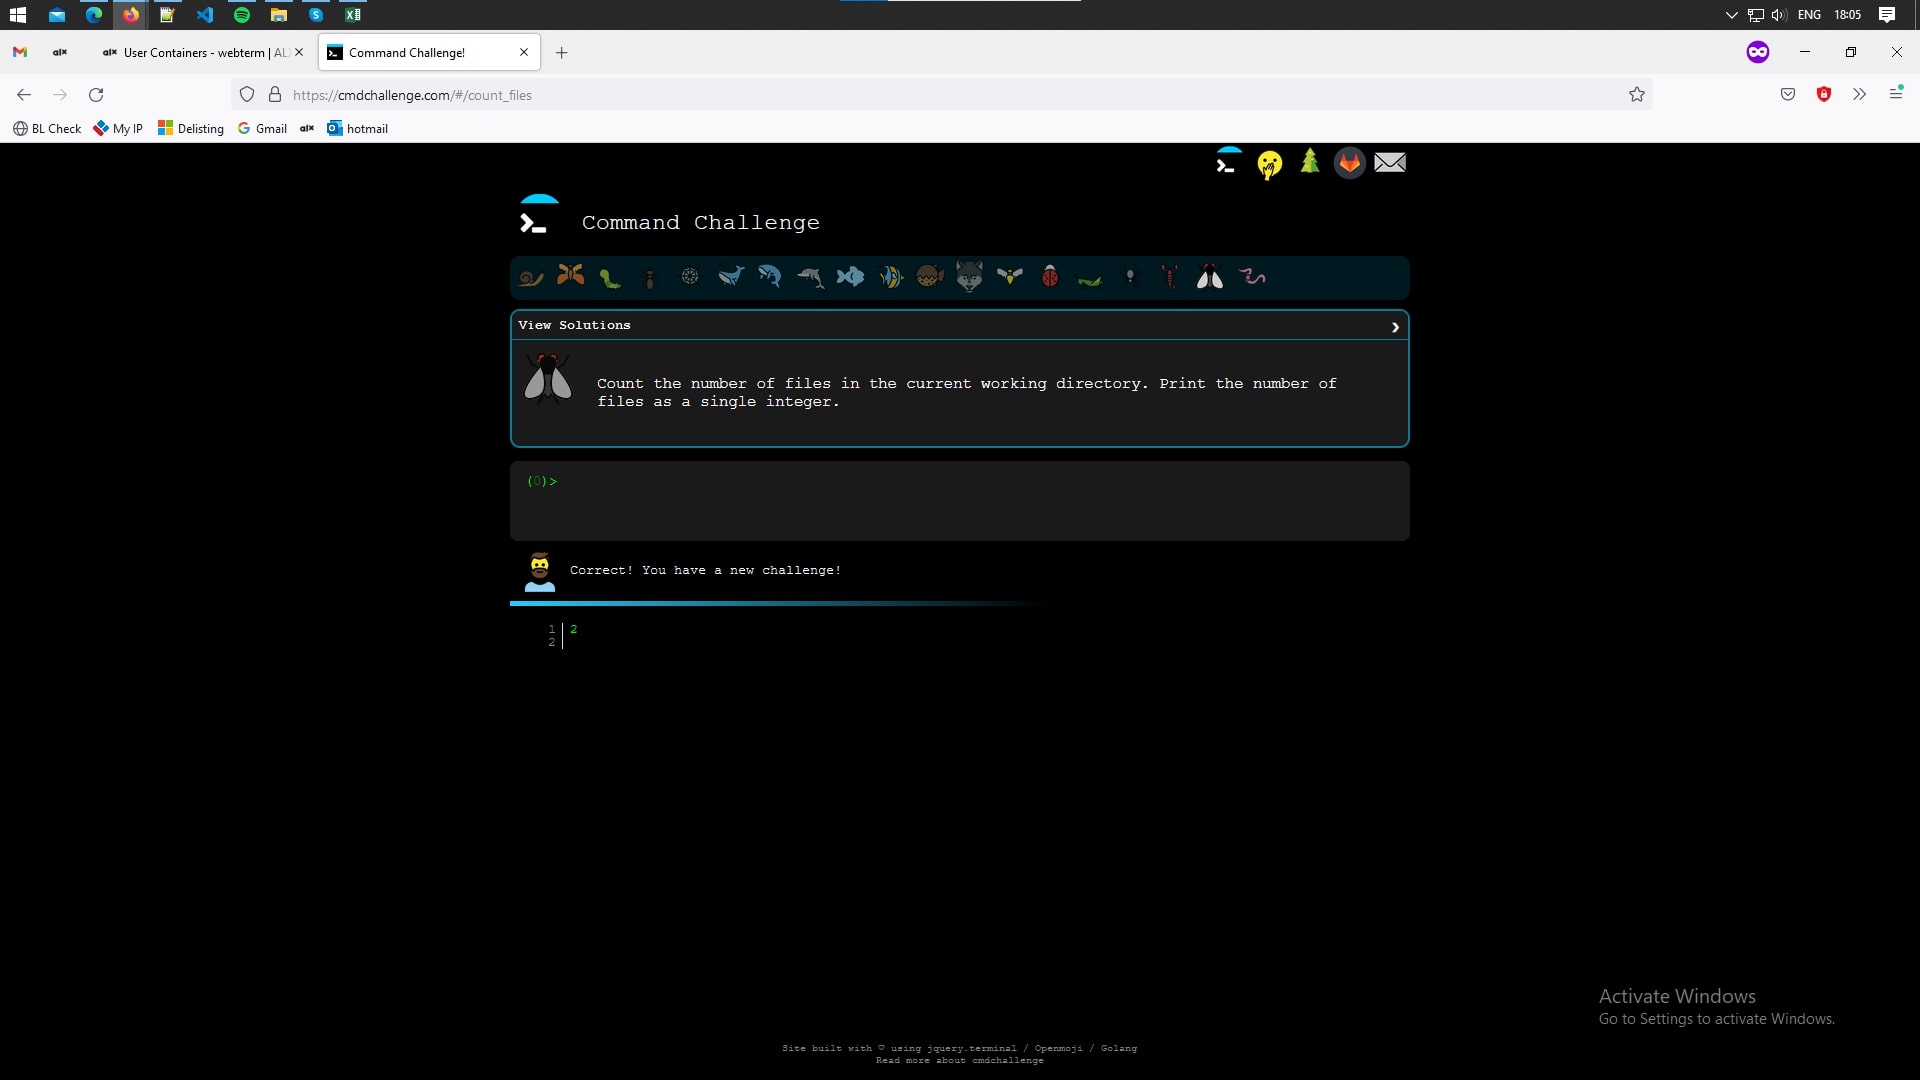 ENG 18:05
alx
alx User Containers - webterm | AL
Command Challenge!
https://cmdchallenge.com/#/count_files
BL Check My IP Delisting Gmail alx hotmail
Command Challenge
View Solutions
Count the number of files in the current working directory. Print the number of
files as a single integer.
(0)>
Correct! You have a new challenge!
1 2
2
Activate Windows
Go to Settings to activate Windows.
Site built with ♡ using jquery.terminal / Openmoji / Golang
Read more about cmdchallenge